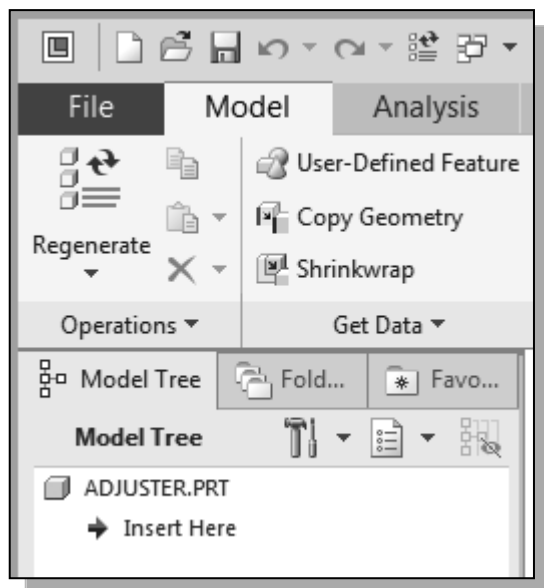 File Model Analysis
User-Defined Feature
Copy Geometry
Regenerate
Shrinkwrap
Operations Get Data
Model Tree Fold... Favo...
Model Tree
ADJUSTER.PRT
Insert Here